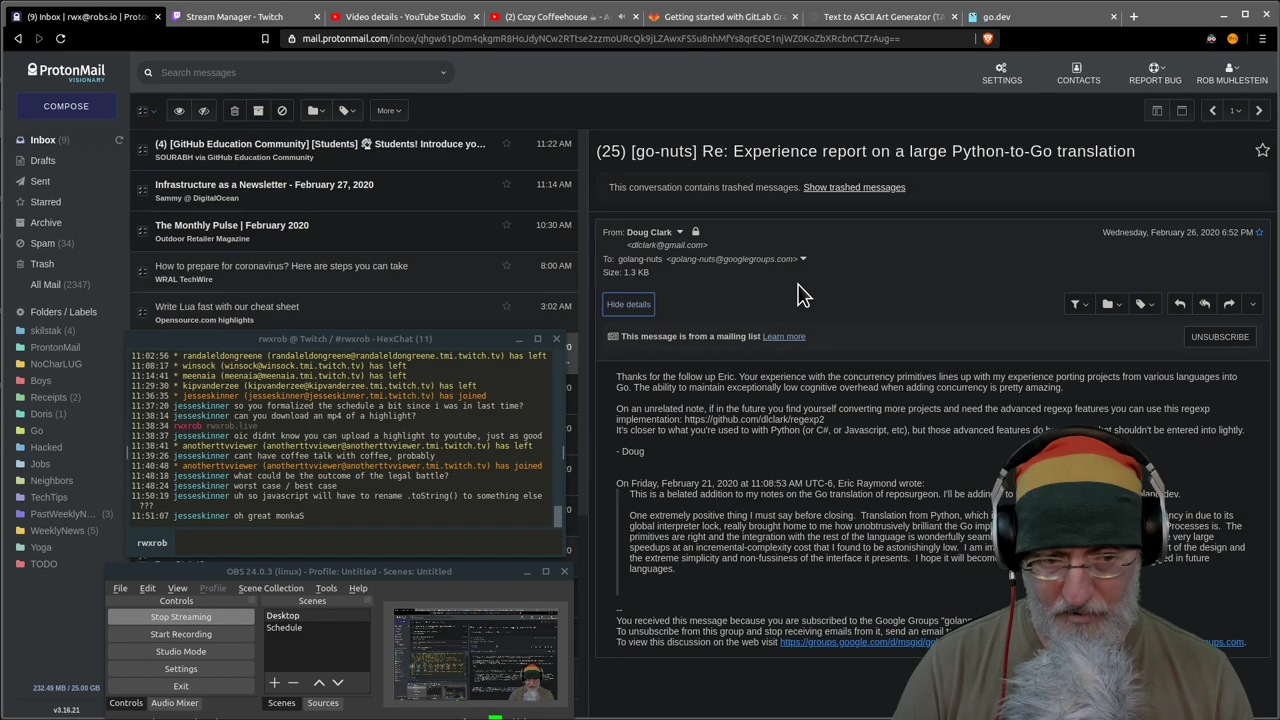 (9) Inbox | rwx@robs.io | Proto
Stream Manager - Twitch
Video details - YouTube Studio
(2) Cozy Coffeehouse
Getting started with GitLab Gra
Text to ASCII Art Generator (TA
go.dev
ProtonMail
VISIONARY
Search messages
SETTINGS
CONTACTS
REPORT BUG
ROB MUHLESTEIN
COMPOSE
More
1
Inbox (9)
Drafts
Sent
Starred
Archive
Spam (34)
Trash
All Mail (2347)
Folders / Labels
skilstak (4)
ProntonMail
NoCharLUG
Boys
Receipts (2)
Doris (1)
Go
Hacked
Jobs
Neighbors
TechTips
PastWeeklyN... (3)
WeeklyNews (5)
Yoga
TODO
232.49 MB / 25.00 GB
v3.16.21
(4) [GitHub Education Community] [Students] Students! Introduce yo...
11:22 AM
SOURABH via GitHub Education Community
Infrastructure as a Newsletter - February 27, 2020
11:14 AM
Sammy @ DigitalOcean
The Monthly Pulse | February 2020
10:30 AM
Outdoor Retailer Magazine
How to prepare for coronavirus? Here are steps you can take
8:00 AM
WRAL TechWire
Write Lua fast with our cheat sheet
3:02 AM
Opensource.com highlights
rwxrob @ Twitch / #rwxrob - HexChat (11)
11:02:56 * randaleldongreene (randaleldongreene@randaleldongreene.tmi.twitch.tv) has left
11:08:17 * winsock (winsock@winsock.tmi.twitch.tv) has left
11:14:41 * meenaia (meenaia@meenaia.tmi.twitch.tv) has left
11:29:30 * kipvanderzee (kipvanderzee@kipvanderzee.tmi.twitch.tv) has left
11:36:35 * jesseskinner (jesseskinner@jesseskinner.tmi.twitch.tv) has joined
11:37:20 jesseskinner so you formalized the schedule a bit since i was in last time?
11:38:14 jesseskinner can you download an mp4 of a highlight?
11:38:34 rwxrob rwxrob.live
11:38:37 jesseskinner oic didnt know you can upload a highlight to youtube, just as good
11:38:41 * anotherttvviewer (anotherttvviewer@anotherttvviewer.tmi.twitch.tv) has left
11:39:26 jesseskinner cant have coffee talk with coffee, probably
11:40:48 * anotherttvviewer (anotherttvviewer@anotherttvviewer.tmi.twitch.tv) has joined
11:48:18 jesseskinner what could be the outcome of the legal battle?
11:48:24 jesseskinner worst case / best case
11:50:19 jesseskinner uh so javascript will have to rename .toString() to something else
???
11:51:07 jesseskinner oh great monkaS
rwxrob
OBS 24.0.3 (linux) - Profile: Untitled - Scenes: Untitled
File Edit View Profile Scene Collection Tools Help
Controls
Scenes
Stop Streaming
Start Recording
Studio Mode
Settings
Exit
Desktop
Schedule
Controls
Audio Mixer
Scenes
Sources
(25) [go-nuts] Re: Experience report on a large Python-to-Go translation
This conversation contains trashed messages. Show trashed messages
From: Doug Clark
<dlclark@gmail.com>
Wednesday, February 26, 2020 6:52 PM
To: golang-nuts <golang-nuts@googlegroups.com>
Size: 1.3 KB
Hide details
This message is from a mailing list Learn more
UNSUBSCRIBE
Thanks for the follow up Eric. Your experience with the concurrency primitives lines up with my experience porting projects from various languages into
Go. The ability to maintain exceptionally low cognitive overhead when adding concurrency is pretty amazing.
On an unrelated note, if in the future you find yourself converting more projects and need the advanced regexp features you can use this regexp
implementation: https://github.com/dlclark/regexp2
It's closer to what you're used to with Python (or C#, or Javascript, etc), but those advanced features do that shouldn't be entered into lightly.
- Doug
On Friday, February 21, 2020 at 11:08:53 AM UTC-6, Eric Raymond wrote:
This is a belated addition to my notes on the Go translation of reposurgeon. I'll be adding dev.
One extremely positive thing I must say before closing. Translation from Python, which
global interpreter lock, really brought home to me how unobtrusively brilliant the Go Processes is. The
primitives are right and the integration with the rest of the language is wonderfully very large
speedups at an incremental-complexity cost that I found to be astonishingly low. I am of the design and
the extreme simplicity and non-fussiness of the interface it presents. I hope it will future
languages.
--
You received this message because you are subscribed to the Google Groups
To unsubscribe from this group and stop receiving emails from it, send an email
To view this discussion on the web visit